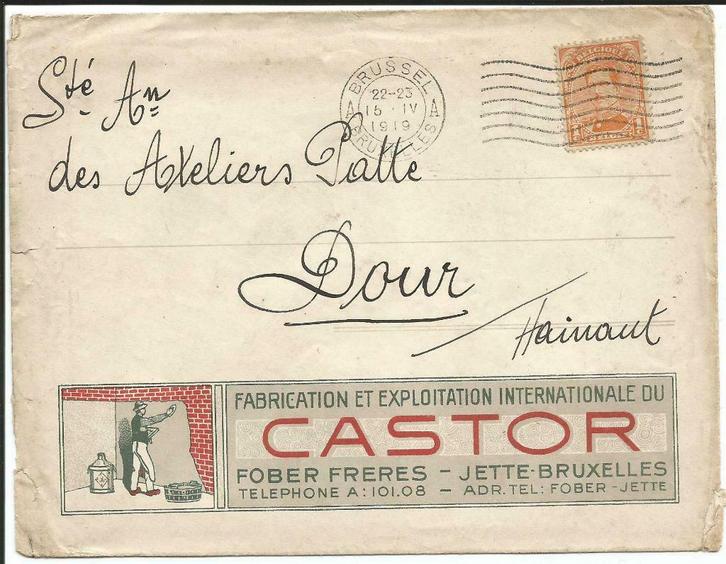 BRUSSEL
22-23
A 15·IV A
1919
BRUXELLES
BELGIQUE
Sté An
des Ateliers Patte
Dour
Hainaut
FABRICATION ET EXPLOITATION INTERNATIONALE DU
CASTOR
FOBER FRERES – JETTE-BRUXELLES
TELEPHONE A:101.08 – ADR.TEL: FOBER-JETTE